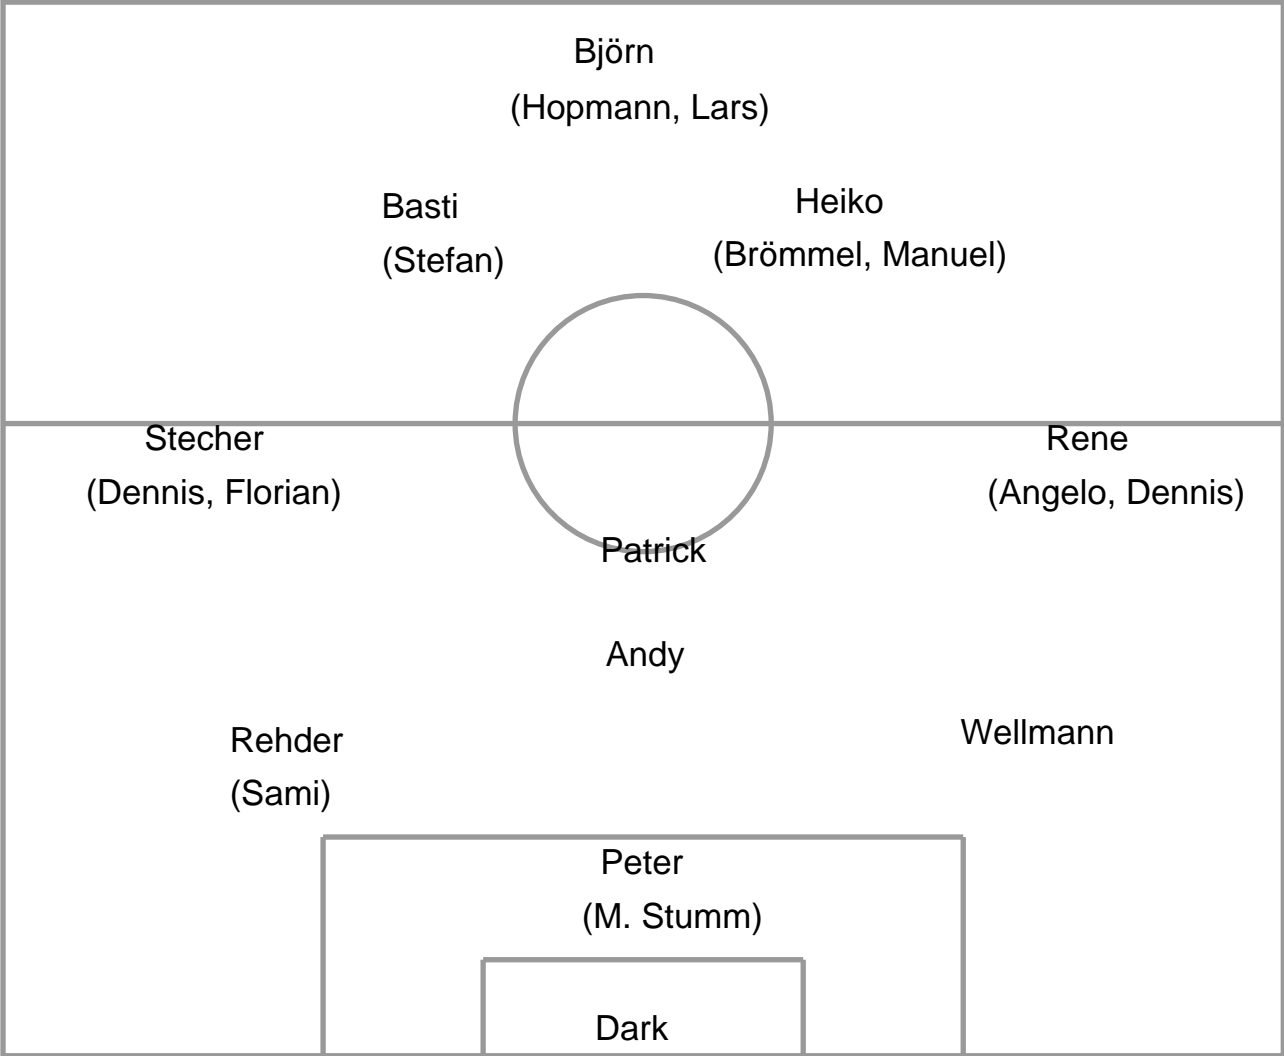 Björn
(Hopmann, Lars)
Basti
Heiko
(Stefan)
(Brömmel, Manuel)
Stecher
Rene
(Dennis, Florian)
(Angelo, Dennis)
Patrick
Andy
Rehder
Wellmann
(Sami)
Peter
(M. Stumm)
Dark